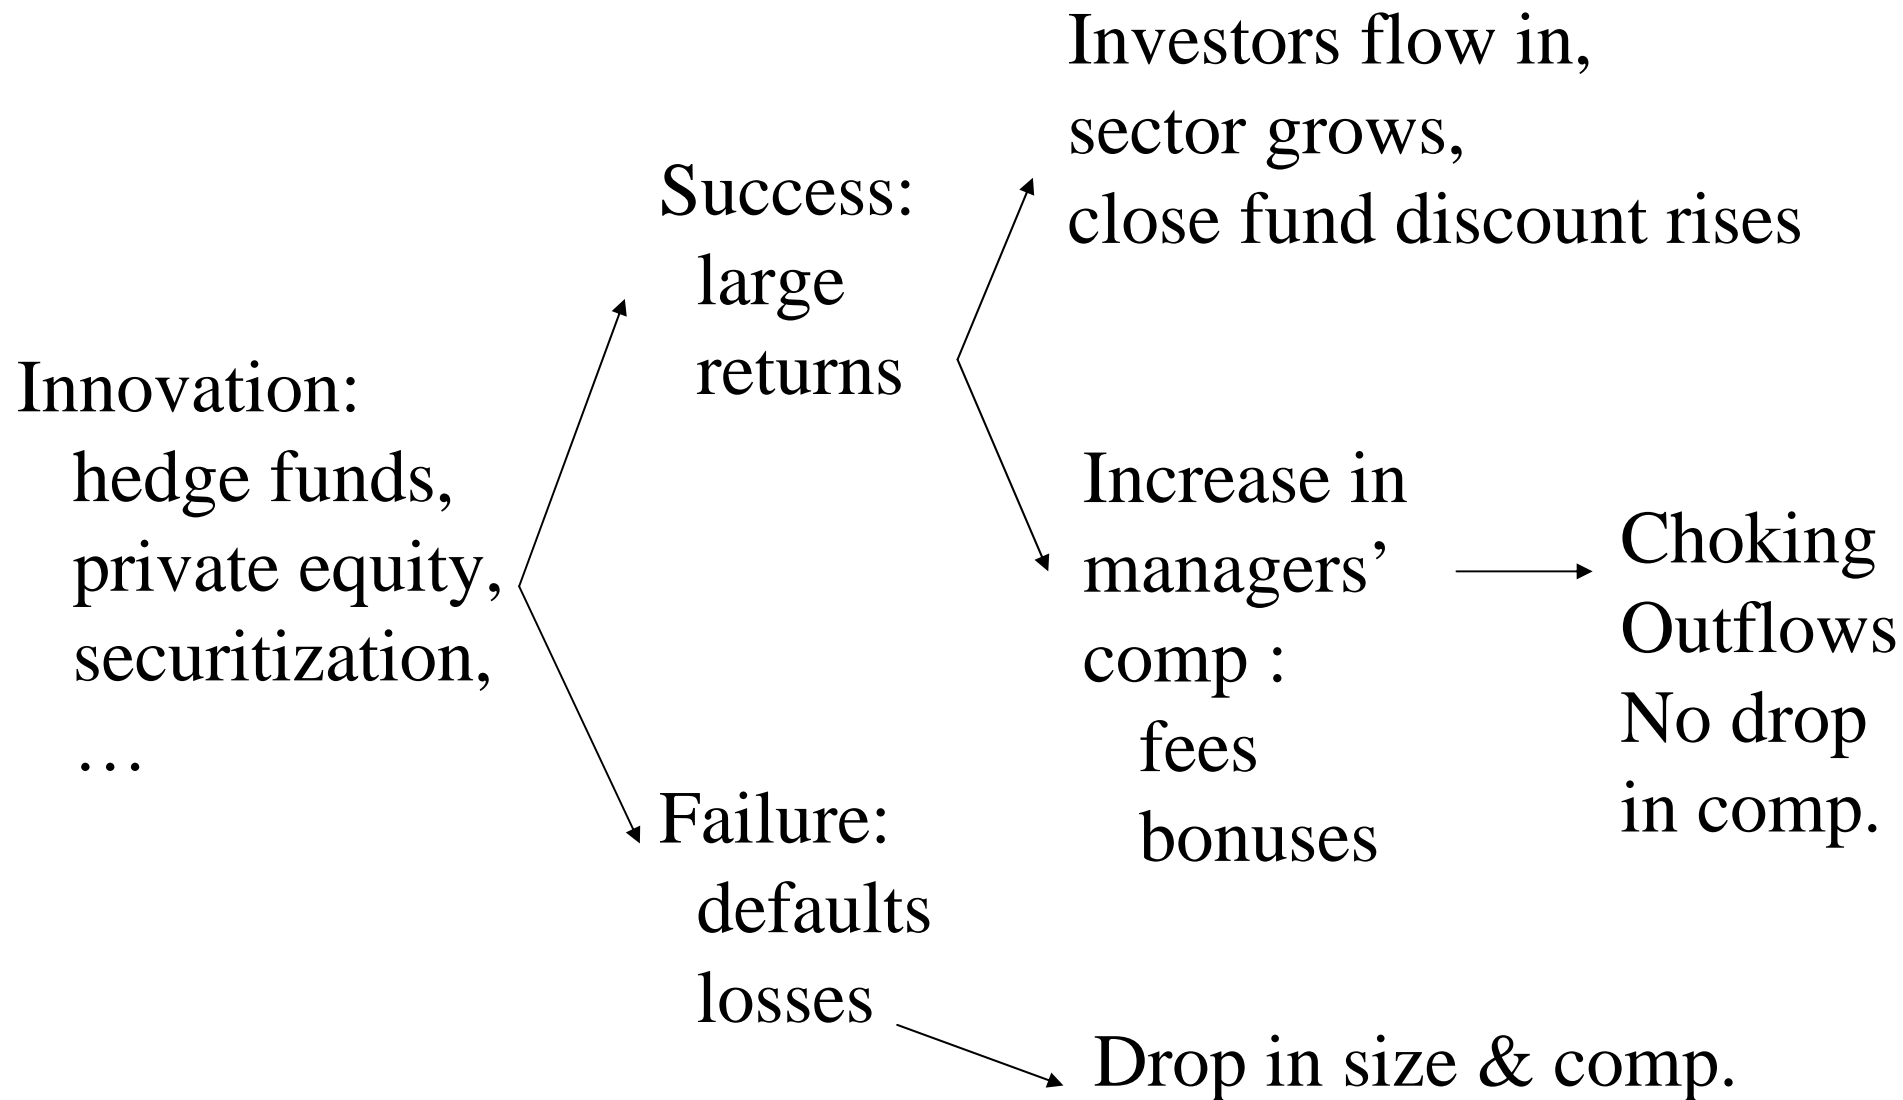 Innovation:
hedge funds,
private equity,
securitization,
…
Success:
large
returns
Failure:
defaults
losses
Investors flow in,
sector grows,
close fund discount rises
Increase in
managers’
comp :
fees
bonuses
Choking
Outflows
No drop
in comp.
Drop in size & comp.